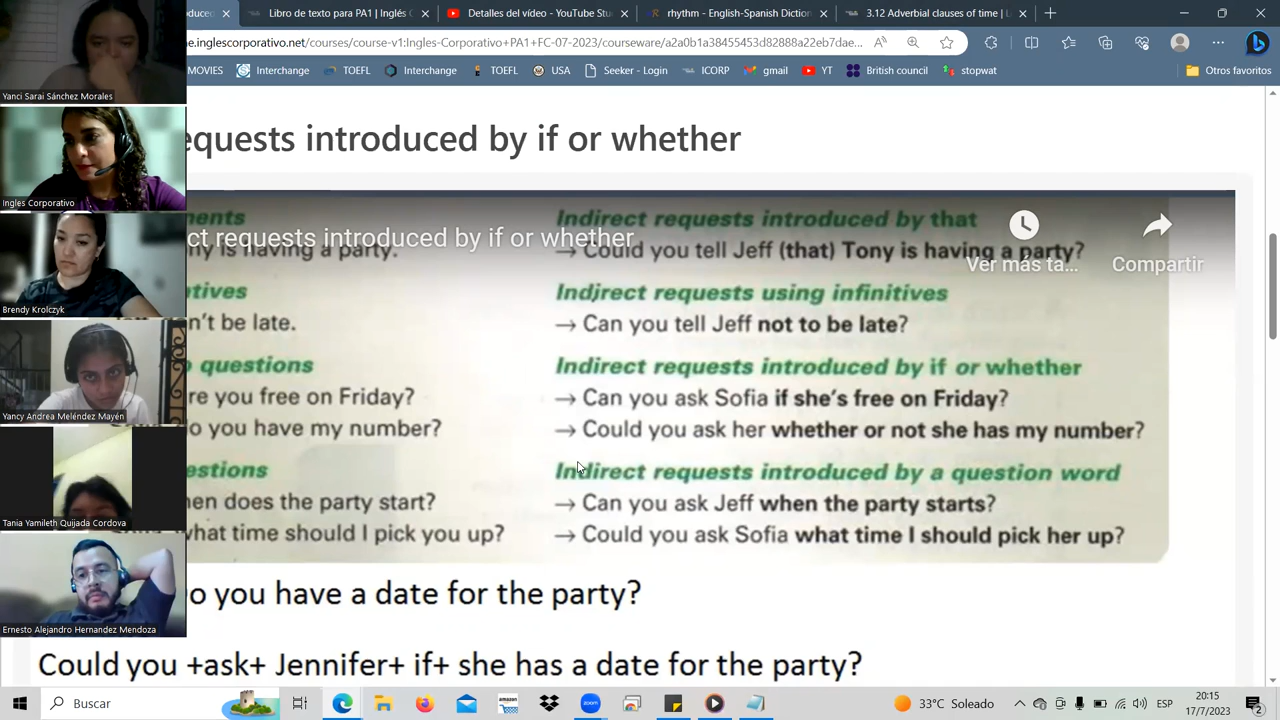 Libro de texto para PA1 | Inglés C
Detalles del vídeo - YouTube Stu
rhythm - English-Spanish Diction
3.12 Adverbial clauses of time | L
e.inglescorporativo.net/courses/course-v1:Ingles-Corporativo+PA1+FC-07-2023/courseware/a2a0b1a38455453d82888a22eb7dae...
MOVIES
Interchange
TOEFL
Interchange
TOEFL
USA
Seeker - Login
ICORP
gmail
YT
British council
stopwat
Otros favoritos
Yanci Sarai Sánchez Morales
Ingles Corporativo
Brendy Krolczyk
Yancy Andrea Meléndez Mayén
Tania Yamileth Quijada Cordova
Ernesto Alejandro Hernandez Mendoza
equests introduced by if or whether
ct requests introduced by if or whether
Ver más ta...
Compartir
ments
Indirect requests introduced by that
ny is having a party.
→ Could you tell Jeff (that) Tony is having a party?
atives
Indirect requests using infinitives
n't be late.
→ Can you tell Jeff not to be late?
o questions
Indirect requests introduced by if or whether
re you free on Friday?
→ Can you ask Sofia if she's free on Friday?
o you have my number?
→ Could you ask her whether or not she has my number?
estions
Indirect requests introduced by a question word
hen does the party start?
→ Can you ask Jeff when the party starts?
what time should I pick you up?
→ Could you ask Sofia what time I should pick her up?
o you have a date for the party?
Could you +ask+ Jennifer+ if+ she has a date for the party?
Buscar
33°C Soleado
ESP
20:15
17/7/2023
2